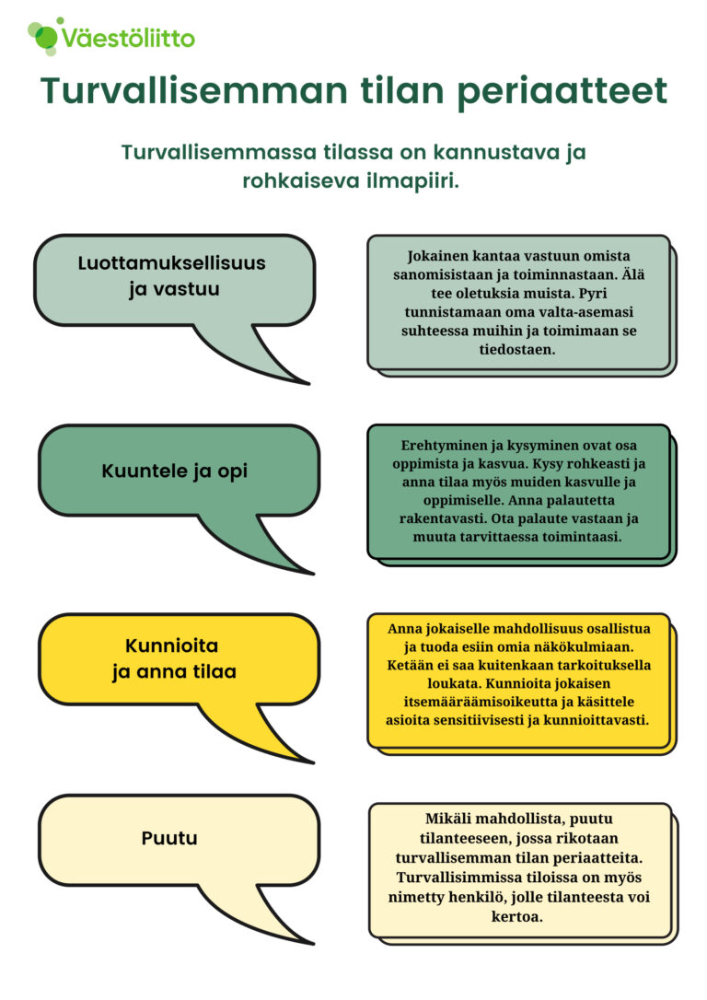 Väestöliitto
Turvallisemman tilan periaatteet
Turvallisemmassa tilassa on kannustava ja
rohkaiseva ilmapiiri.
Luottamuksellisuus
ja vastuu
Jokainen kantaa vastuun omista
sanomisistaan ja toiminnastaan. Älä
tee oletuksia muista. Pyri
tunnistamaan oma valta-asemasi
suhteessa muihin ja toimimaan se
tiedostaen.
Kuuntele ja opi
Erehtyminen ja kysyminen ovat osa
oppimista ja kasvua. Kysy rohkeasti ja
anna tilaa myös muiden kasvulle ja
oppimiselle. Anna palautetta
rakentavasti. Ota palaute vastaan ja
muuta tarvittaessa toimintaasi.
Kunnioita
ja anna tilaa
Anna jokaiselle mahdollisuus osallistua
ja tuoda esiin omia näkökulmiaan.
Ketään ei saa kuitenkaan tarkoituksella
loukata. Kunnioita jokaisen
itsemääräämisoikeutta ja käsittele
asioita sensitiivisesti ja kunnioittavasti.
Puutu
Mikäli mahdollista, puutu
tilanteeseen, jossa rikotaan
turvallisemman tilan periaatteita.
Turvallisimmissa tiloissa on myös
nimetty henkilö, jolle tilanteesta voi
kertoa.